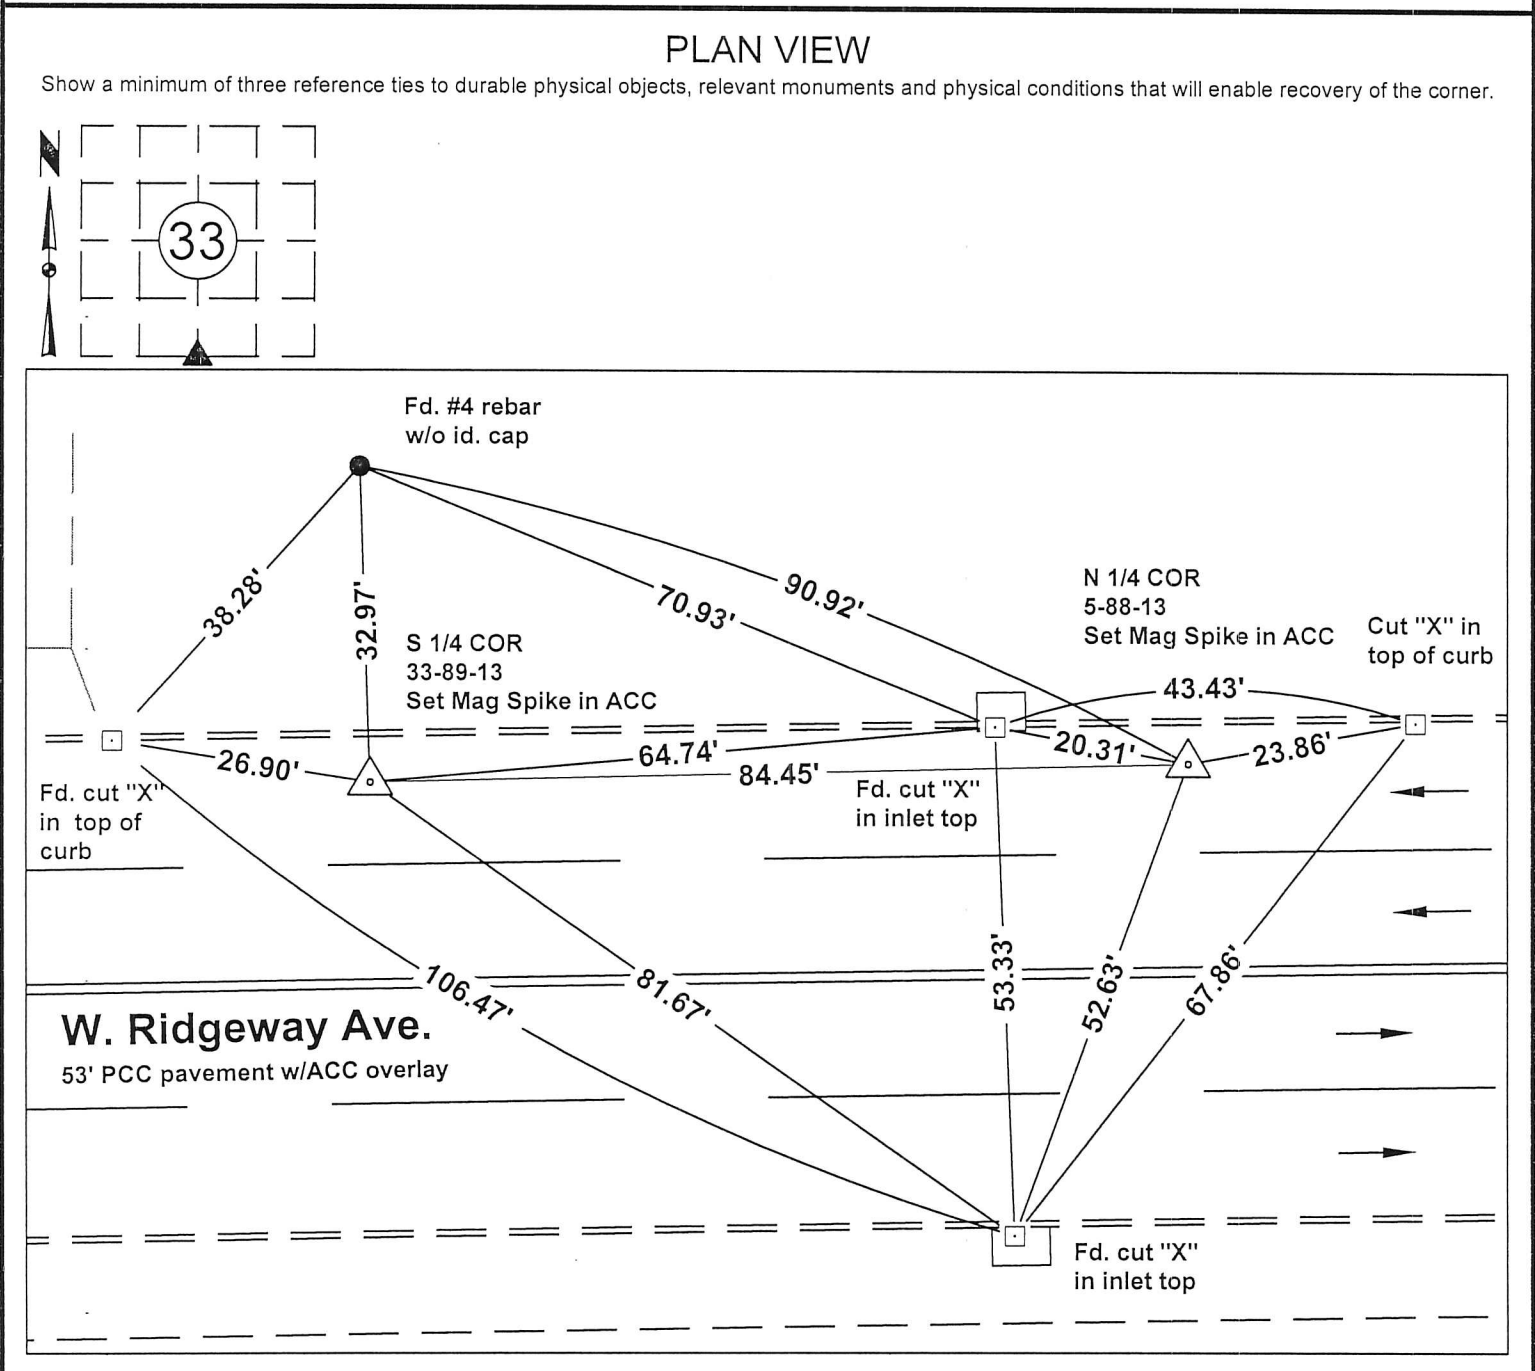 PLAN VIEW
Show a minimum of three reference ties to durable physical objects, relevant monuments and physical conditions that will enable recovery of the corner.
N
33
Fd. #4 rebar
w/o id. cap
38.28'
32.97'
70.93'
90.92'
S 1/4 COR
33-89-13
Set Mag Spike in ACC
N 1/4 COR
5-88-13
Set Mag Spike in ACC
Cut "X" in
top of curb
43.43'
26.90'
64.74'
84.45'
20.31'
23.86'
Fd. cut "X"
in top of
curb
Fd. cut "X"
in inlet top
106.47'
81.67'
53.33'
52.63'
67.86'
W. Ridgeway Ave.
53' PCC pavement w/ACC overlay
Fd. cut "X"
in inlet top